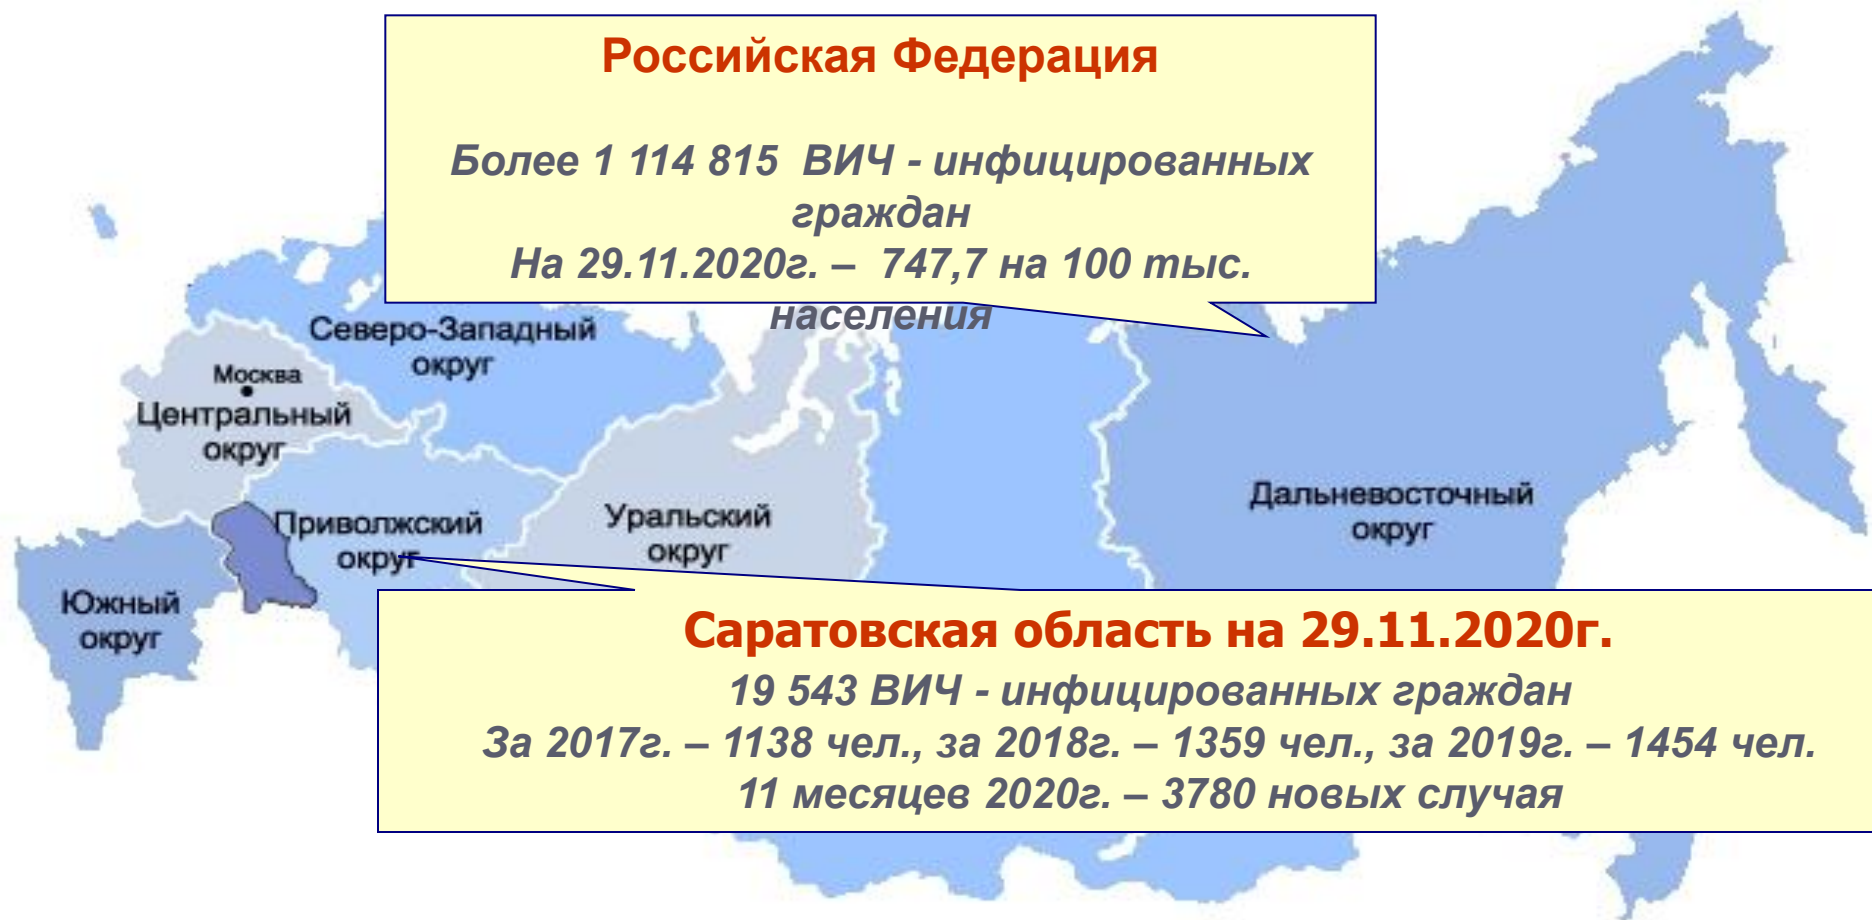 Российская Федерация
Более 1 114 815 ВИЧ - инфицированных
граждан
На 29.11.2020г. – 747,7 на 100 тыс.
населения
Северо-Западный
округ
Москва
Центральный
округ
Приволжский
округ
Уральский
округ
Дальневосточный
округ
Южный
округ
Саратовская область на 29.11.2020г.
19 543 ВИЧ - инфицированных граждан
За 2017г. – 1138 чел., за 2018г. – 1359 чел., за 2019г. – 1454 чел.
11 месяцев 2020г. – 3780 новых случая